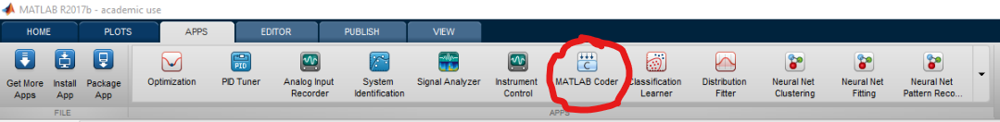 MATLAB R2017b - academic use
HOME PLOTS APPS EDITOR PUBLISH VIEW
Get More Apps
Install App
Package App
Optimization
PID
PID Tuner
Analog Input Recorder
System Identification
Signal Analyzer
Instrument Control
C
MATLAB Coder
Classification Learner
Distribution Fitter
Neural Net Clustering
Neural Net Fitting
Neural Net Pattern Reco...
FILE
APPS